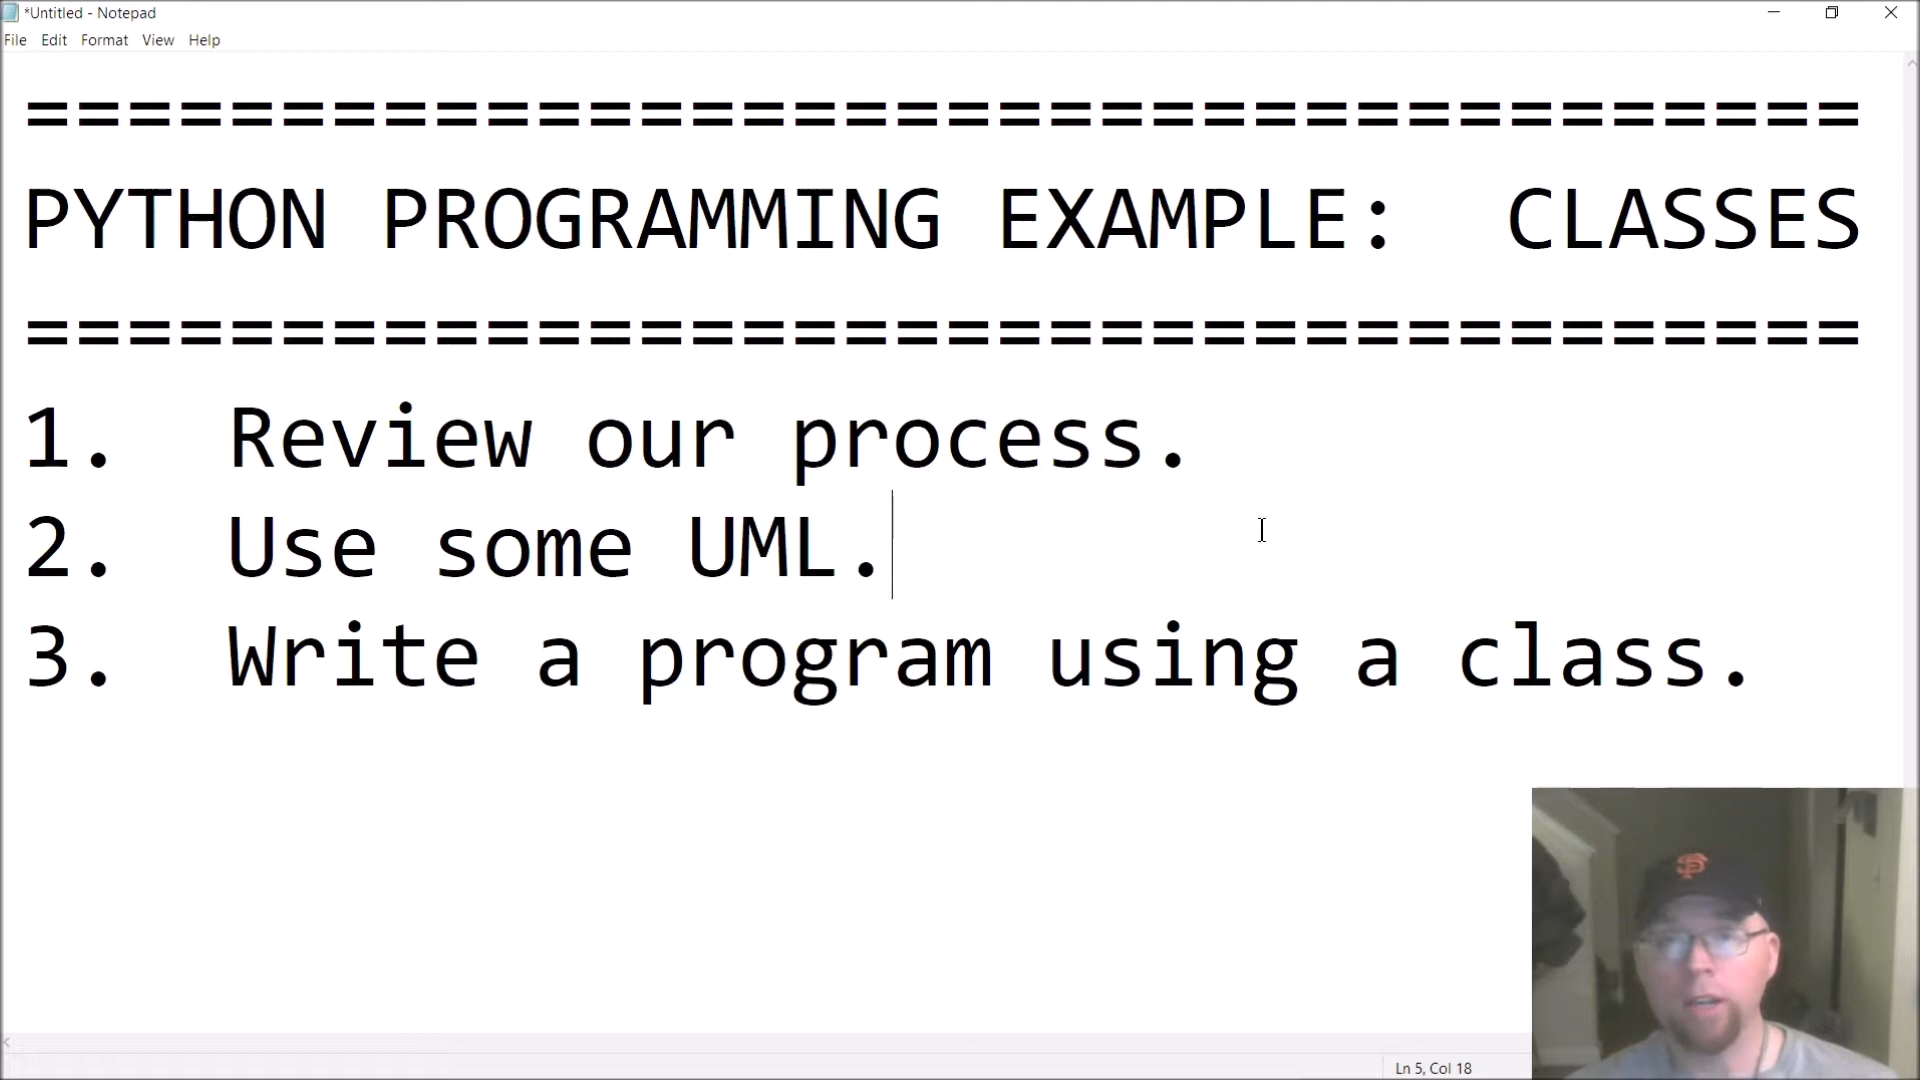 *Untitled - Notepad
File Edit Format View Help
====================================
PYTHON PROGRAMMING EXAMPLE:  CLASSES
====================================
1.  Review our process.
2.  Use some UML.
3.  Write a program using a class.
SF
Ln 5, Col 18